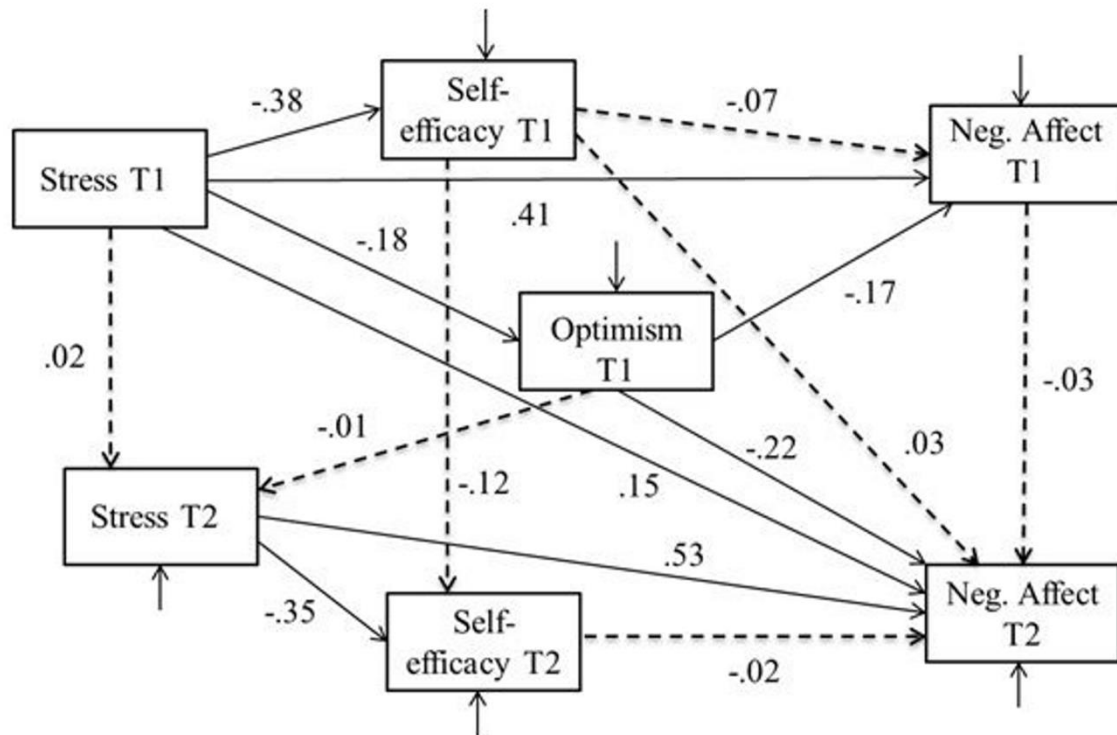 Self-
efficacy T1
-.38
-.07
Neg. Affect
T1
Stress T1
.41
-.18
-.17
Optimism
T1
.02
-.03
-.01
-.22
.03
-.12
.15
Stress T2
.53
Neg. Affect
T2
-.35
Self-
efficacy T2
-.02